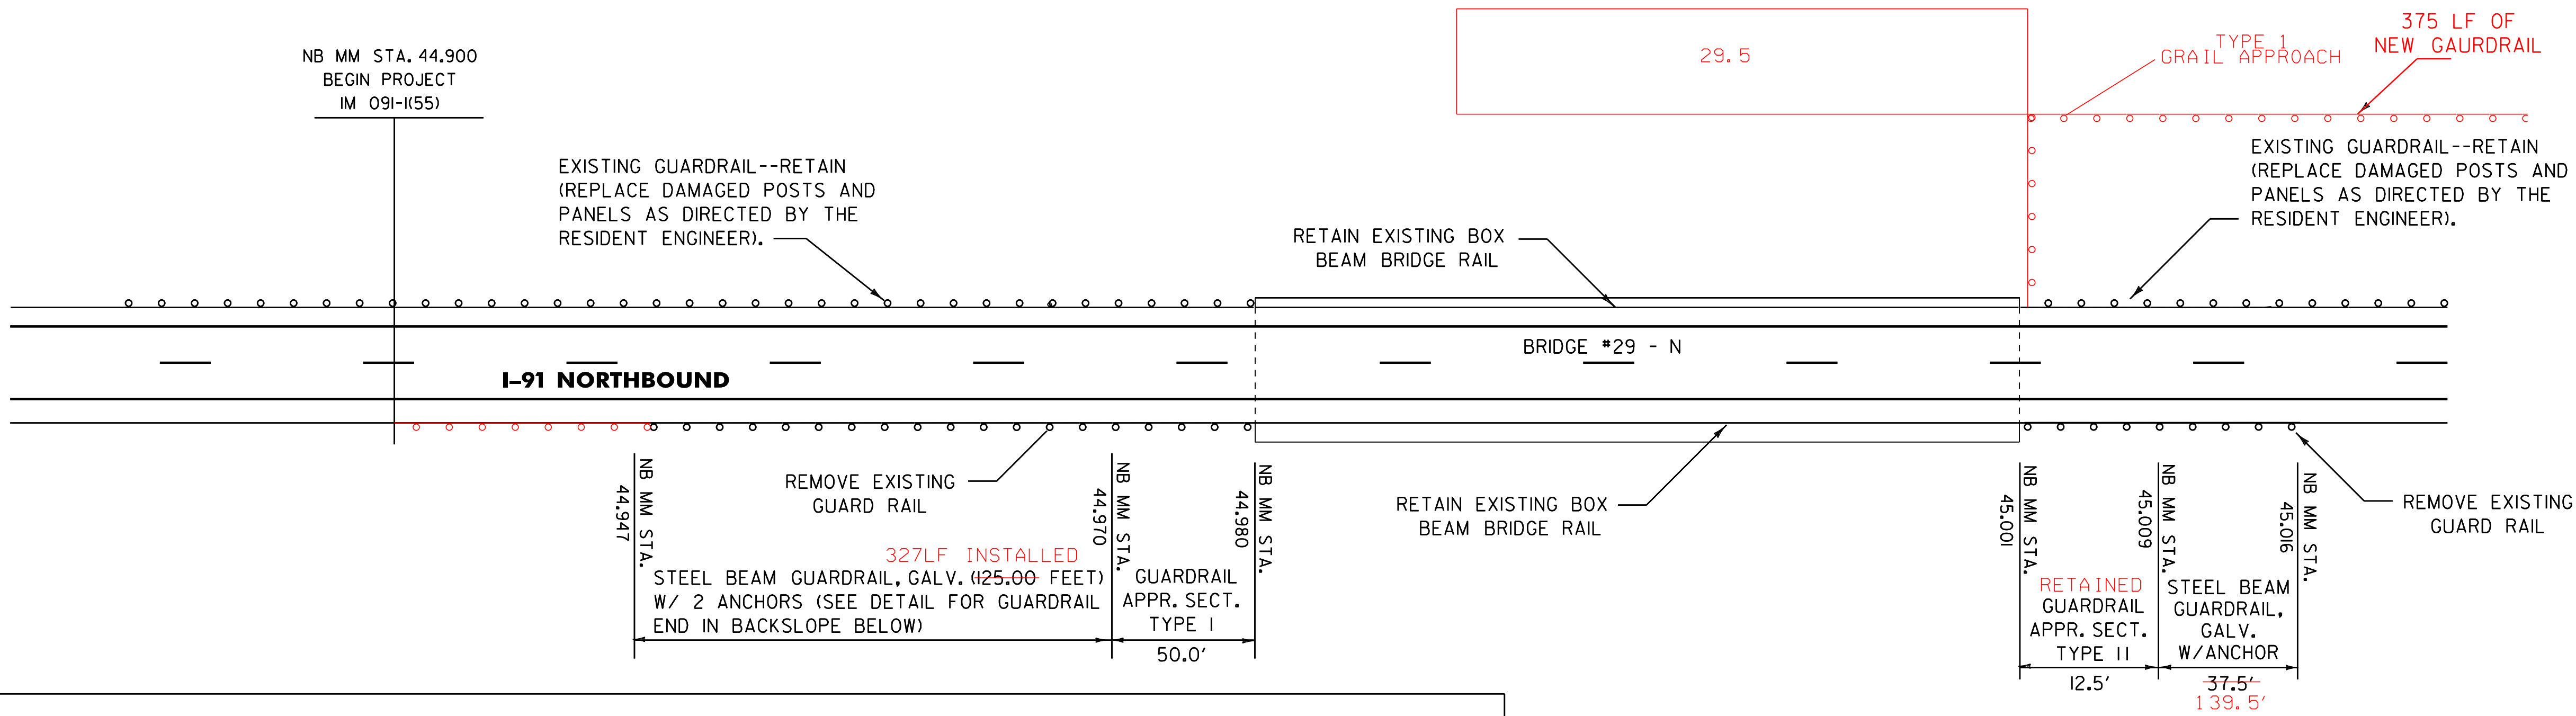 NB MM STA. 44.900
BEGIN PROJECT
IM 091-1(55)
29.5
TYPE 1
GRAIL APPROACH
375 LF OF
NEW GAURDRAIL
EXISTING GUARDRAIL--RETAIN
(REPLACE DAMAGED POSTS AND
PANELS AS DIRECTED BY THE
RESIDENT ENGINEER).
RETAIN EXISTING BOX
BEAM BRIDGE RAIL
EXISTING GUARDRAIL--RETAIN
(REPLACE DAMAGED POSTS AND
PANELS AS DIRECTED BY THE
RESIDENT ENGINEER).
BRIDGE #29 - N
I-91 NORTHBOUND
REMOVE EXISTING
GUARD RAIL
RETAIN EXISTING BOX
BEAM BRIDGE RAIL
REMOVE EXISTING
GUARD RAIL
NB MM STA.
44.947
NB MM STA.
44.970
NB MM STA.
44.980
NB MM STA.
45.001
NB MM STA.
45.009
NB MM STA.
45.016
327LF INSTALLED
STEEL BEAM GUARDRAIL, GALV. (125.00 FEET)
W/ 2 ANCHORS (SEE DETAIL FOR GUARDRAIL
END IN BACKSLOPE BELOW)
GUARDRAIL
APPR. SECT.
TYPE I
50.0'
RETAINED
GUARDRAIL
APPR. SECT.
TYPE II
12.5'
STEEL BEAM
GUARDRAIL,
GALV.
W/ANCHOR
37.5'
139.5'